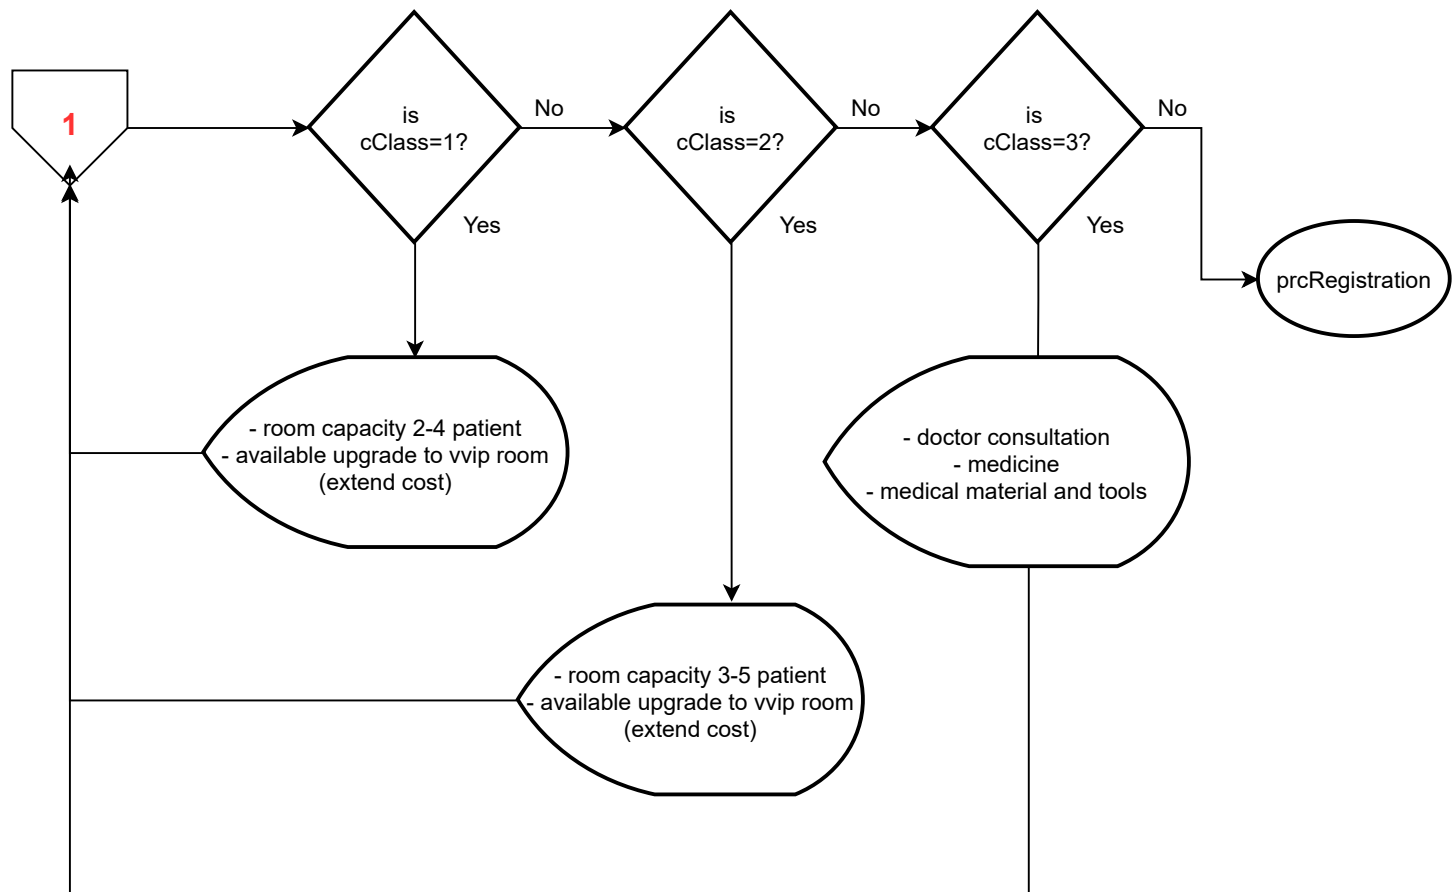 1
is
cClass=1?
No
is
cClass=2?
No
is
cClass=3?
No
Yes
Yes
Yes
prcRegistration
- room capacity 2-4 patient
- available upgrade to vvip room
(extend cost)
- doctor consultation
- medicine
- medical material and tools
- room capacity 3-5 patient
- available upgrade to vvip room
(extend cost)